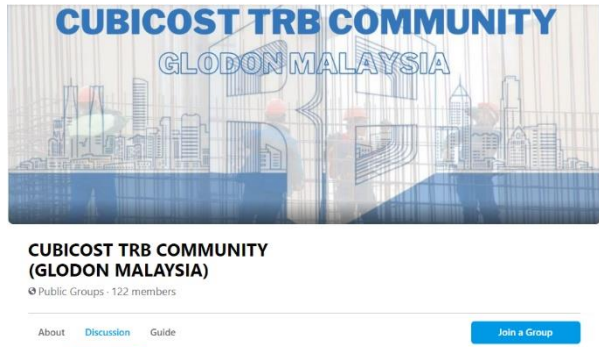 CUBICOST TRB COMMUNITY
GLODON MALAYSIA
CUBICOST TRB COMMUNITY
(GLODON MALAYSIA)
Public Groups · 122 members
About Discussion Guide
Join a Group